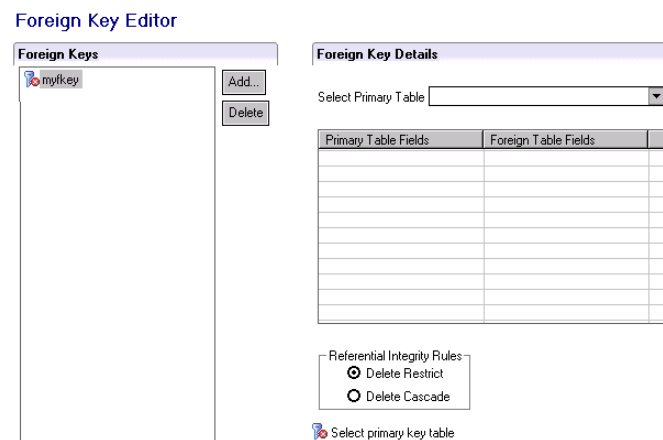 Foreign Key Editor
Foreign Keys
myfkey
Add...
Delete
Foreign Key Details
Select Primary Table
Primary Table Fields Foreign Table Fields
Referential Integrity Rules
Delete Restrict
Delete Cascade
Select primary key table